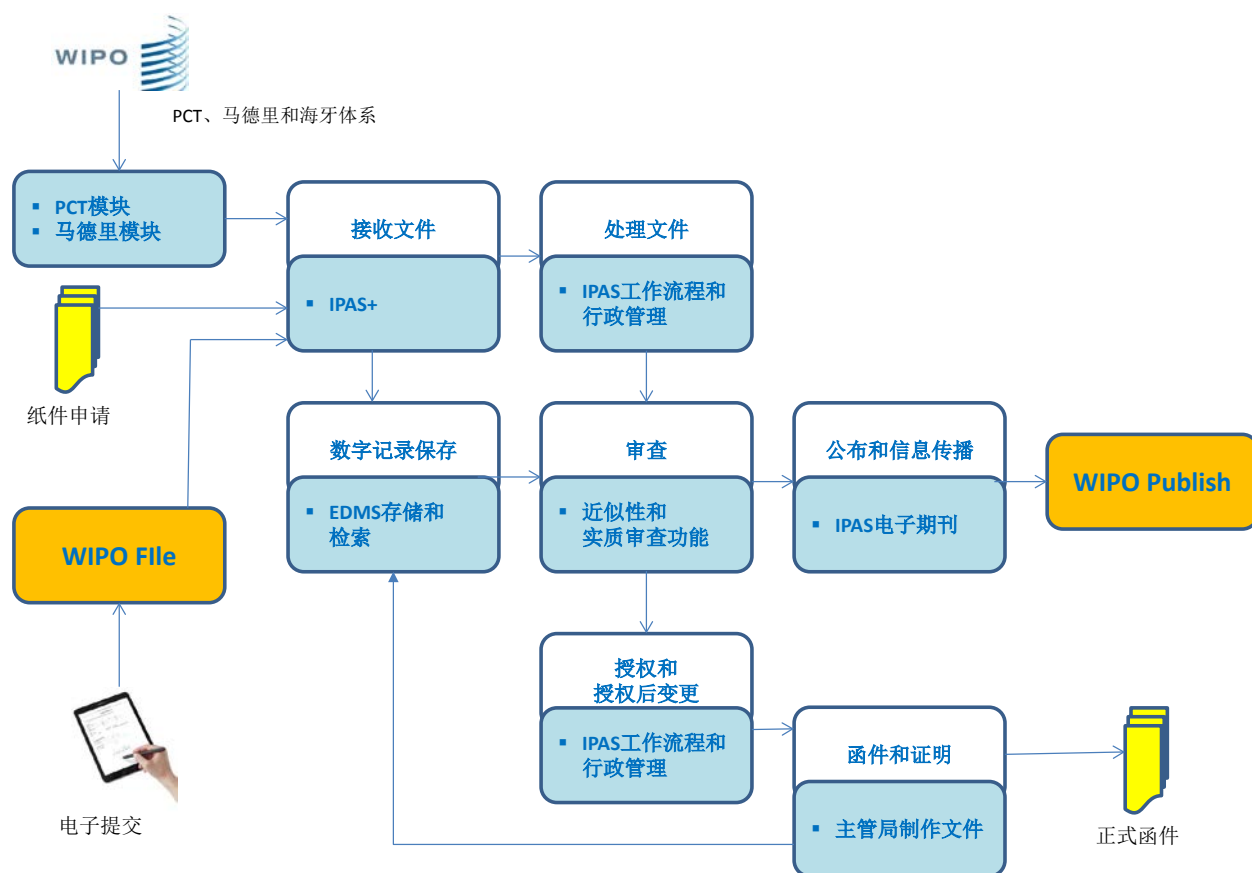 WIPO
PCT、马德里和海牙体系
▪ PCT模块
▪ 马德里模块
接收文件
▪ IPAS+
处理文件
▪ IPAS工作流程和
行政管理
纸件申请
数字记录保存
▪ EDMS存储和
检索
审查
▪ 近似性和
实质审查功能
公布和信息传播
▪ IPAS电子期刊
WIPO Publish
WIPO FIle
授权和
授权后变更
▪ IPAS工作流程和
行政管理
函件和证明
▪ 主管局制作文件
电子提交
正式函件